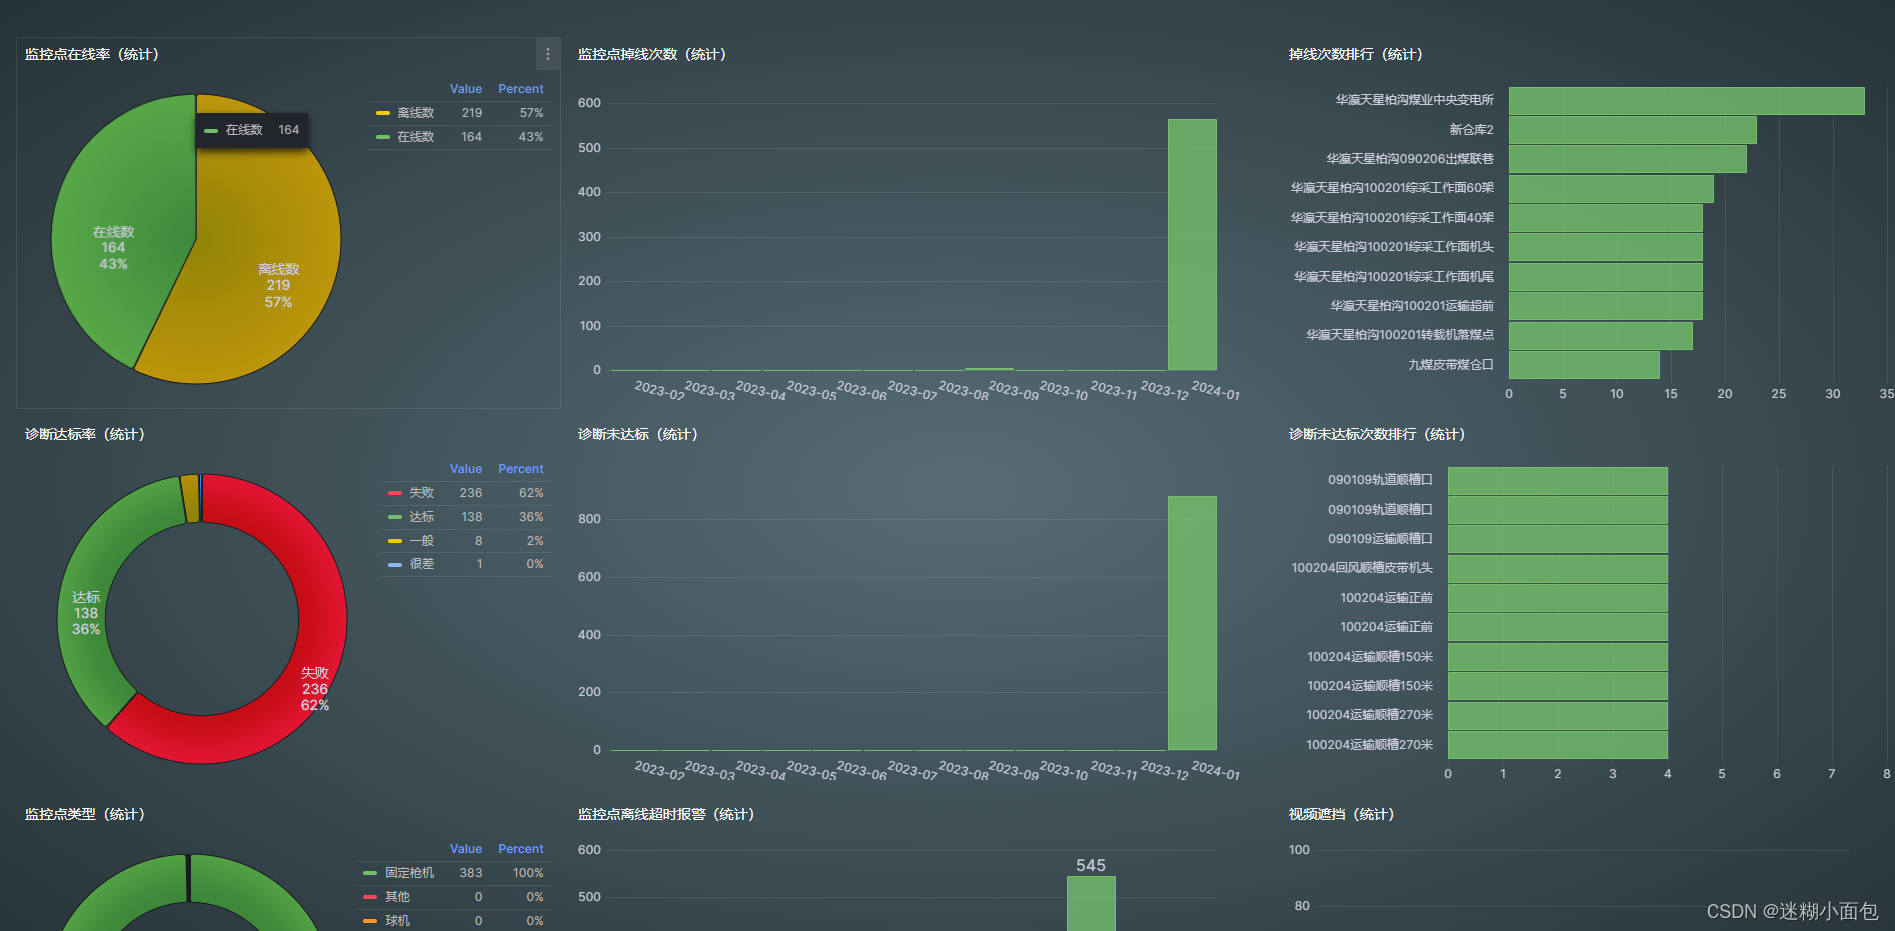 监控点在线率（统计）
Value Percent
离线数 219 57%
在线数 164 43%
在线数 164
在线数
164
43%
离线数
219
57%
监控点掉线次数（统计）
600
500
400
300
200
100
0
2023-02 2023-03 2023-04 2023-05 2023-06 2023-07 2023-08 2023-09 2023-10 2023-11 2023-12 2024-01
掉线次数排行（统计）
华瀛天星柏沟煤业中央变电所
新仓库2
华瀛天星柏沟090206出煤联巷
华瀛天星柏沟100201综采工作面60架
华瀛天星柏沟100201综采工作面40架
华瀛天星柏沟100201综采工作面机头
华瀛天星柏沟100201综采工作面机尾
华瀛天星柏沟100201运输超前
华瀛天星柏沟100201转载机落煤点
九煤皮带煤仓口
0 5 10 15 20 25 30 35
诊断达标率（统计）
Value Percent
失败 236 62%
达标 138 36%
一般 8 2%
很差 1 0%
达标
138
36%
失败
236
62%
诊断未达标（统计）
800
600
400
200
0
2023-02 2023-03 2023-04 2023-05 2023-06 2023-07 2023-08 2023-09 2023-10 2023-11 2023-12 2024-01
诊断未达标次数排行（统计）
090109轨道顺槽口
090109轨道顺槽口
090109运输顺槽口
100204回风顺槽皮带机头
100204运输正前
100204运输正前
100204运输顺槽150米
100204运输顺槽150米
100204运输顺槽270米
100204运输顺槽270米
0 1 2 3 4 5 6 7 8
监控点类型（统计）
Value Percent
固定枪机 383 100%
其他 0 0%
球机 0 0%
监控点离线超时报警（统计）
600
545
500
视频遮挡（统计）
100
80
CSDN @迷糊小面包